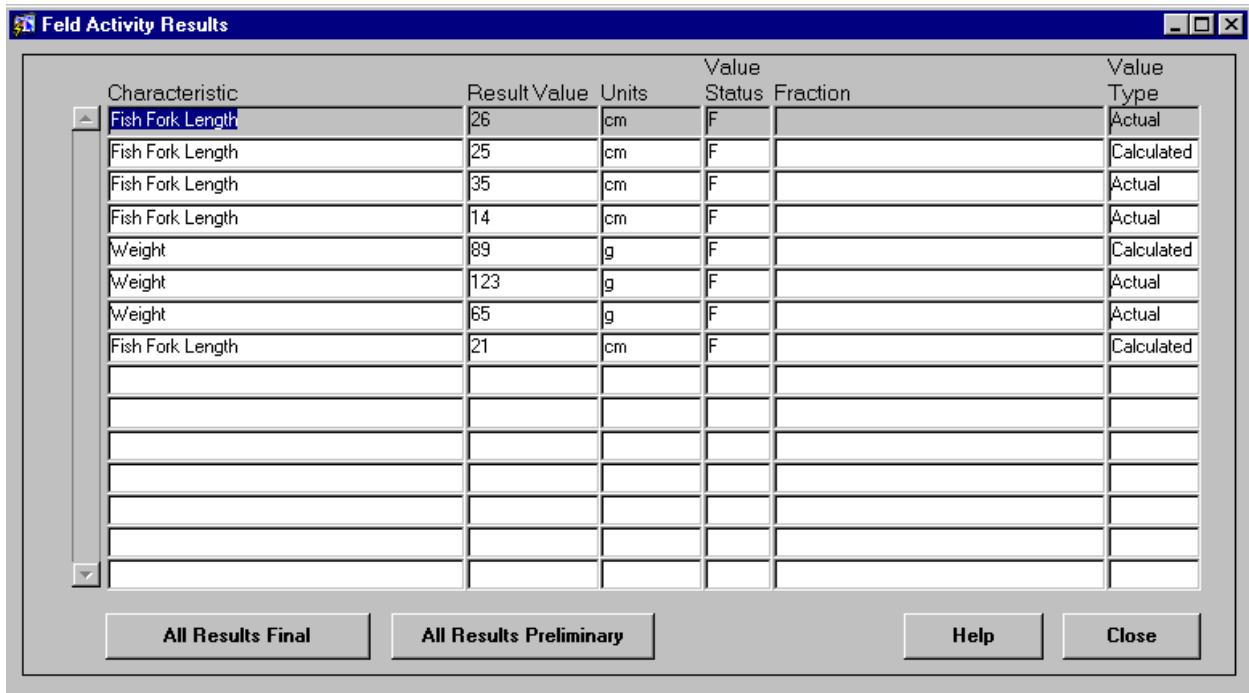 Feld Activity Results
Value Value
Characteristic Result Value Units Status Fraction Type
Fish Fork Length 26 cm F Actual
Fish Fork Length 25 cm F Calculated
Fish Fork Length 35 cm F Actual
Fish Fork Length 14 cm F Actual
Weight 89 g F Calculated
Weight 123 g F Actual
Weight 65 g F Actual
Fish Fork Length 21 cm F Calculated
All Results Final All Results Preliminary Help Close